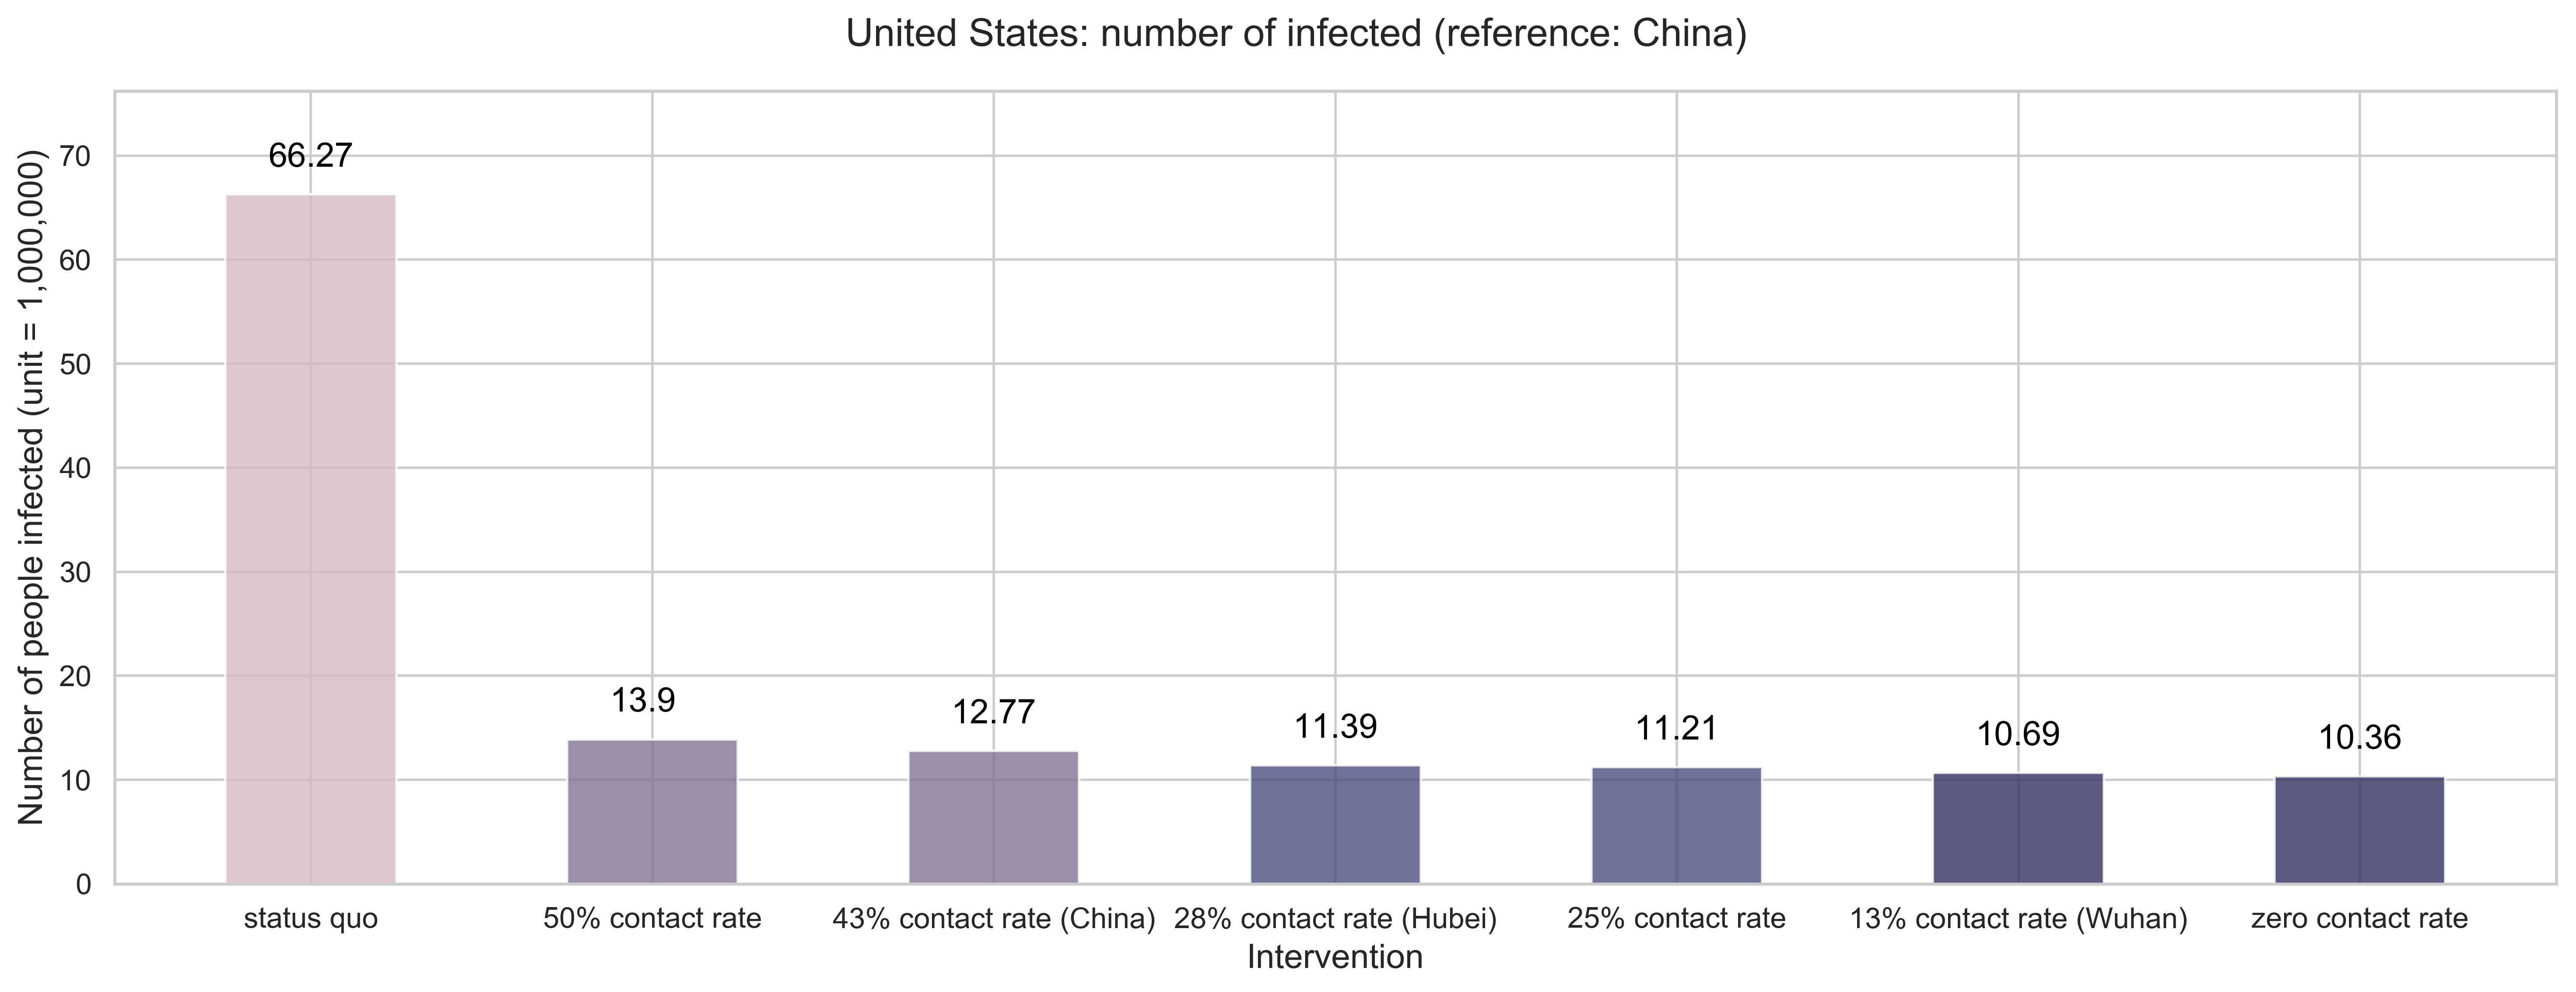 United States: number of infected (reference: China)
Number of people infected (unit = 1,000,000)
70
60
50
40
30
20
10
0
66.27
13.9
12.77
11.39
11.21
10.69
10.36
status quo
50% contact rate
43% contact rate (China)
28% contact rate (Hubei)
25% contact rate
13% contact rate (Wuhan)
zero contact rate
Intervention